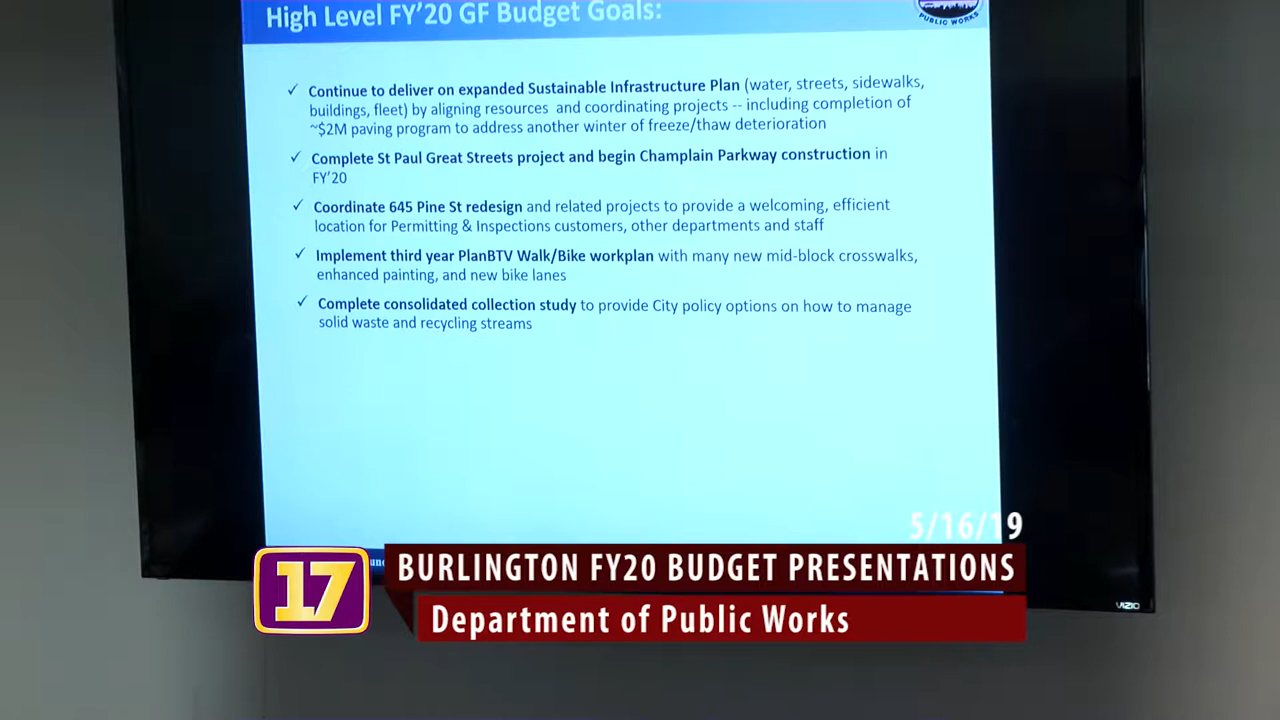 High Level FY'20 GF Budget Goals:
PUBLIC WORKS
✓ Continue to deliver on expanded Sustainable Infrastructure Plan (water, streets, sidewalks,
buildings, fleet) by aligning resources and coordinating projects -- including completion of
~$2M paving program to address another winter of freeze/thaw deterioration
✓ Complete St Paul Great Streets project and begin Champlain Parkway construction in
FY'20
✓ Coordinate 645 Pine St redesign and related projects to provide a welcoming, efficient
location for Permitting & Inspections customers, other departments and staff
✓ Implement third year PlanBTV Walk/Bike workplan with many new mid-block crosswalks,
enhanced painting, and new bike lanes
✓ Complete consolidated collection study to provide City policy options on how to manage
solid waste and recycling streams
5/16/19
17
BURLINGTON FY20 BUDGET PRESENTATIONS
Department of Public Works
VIZIO